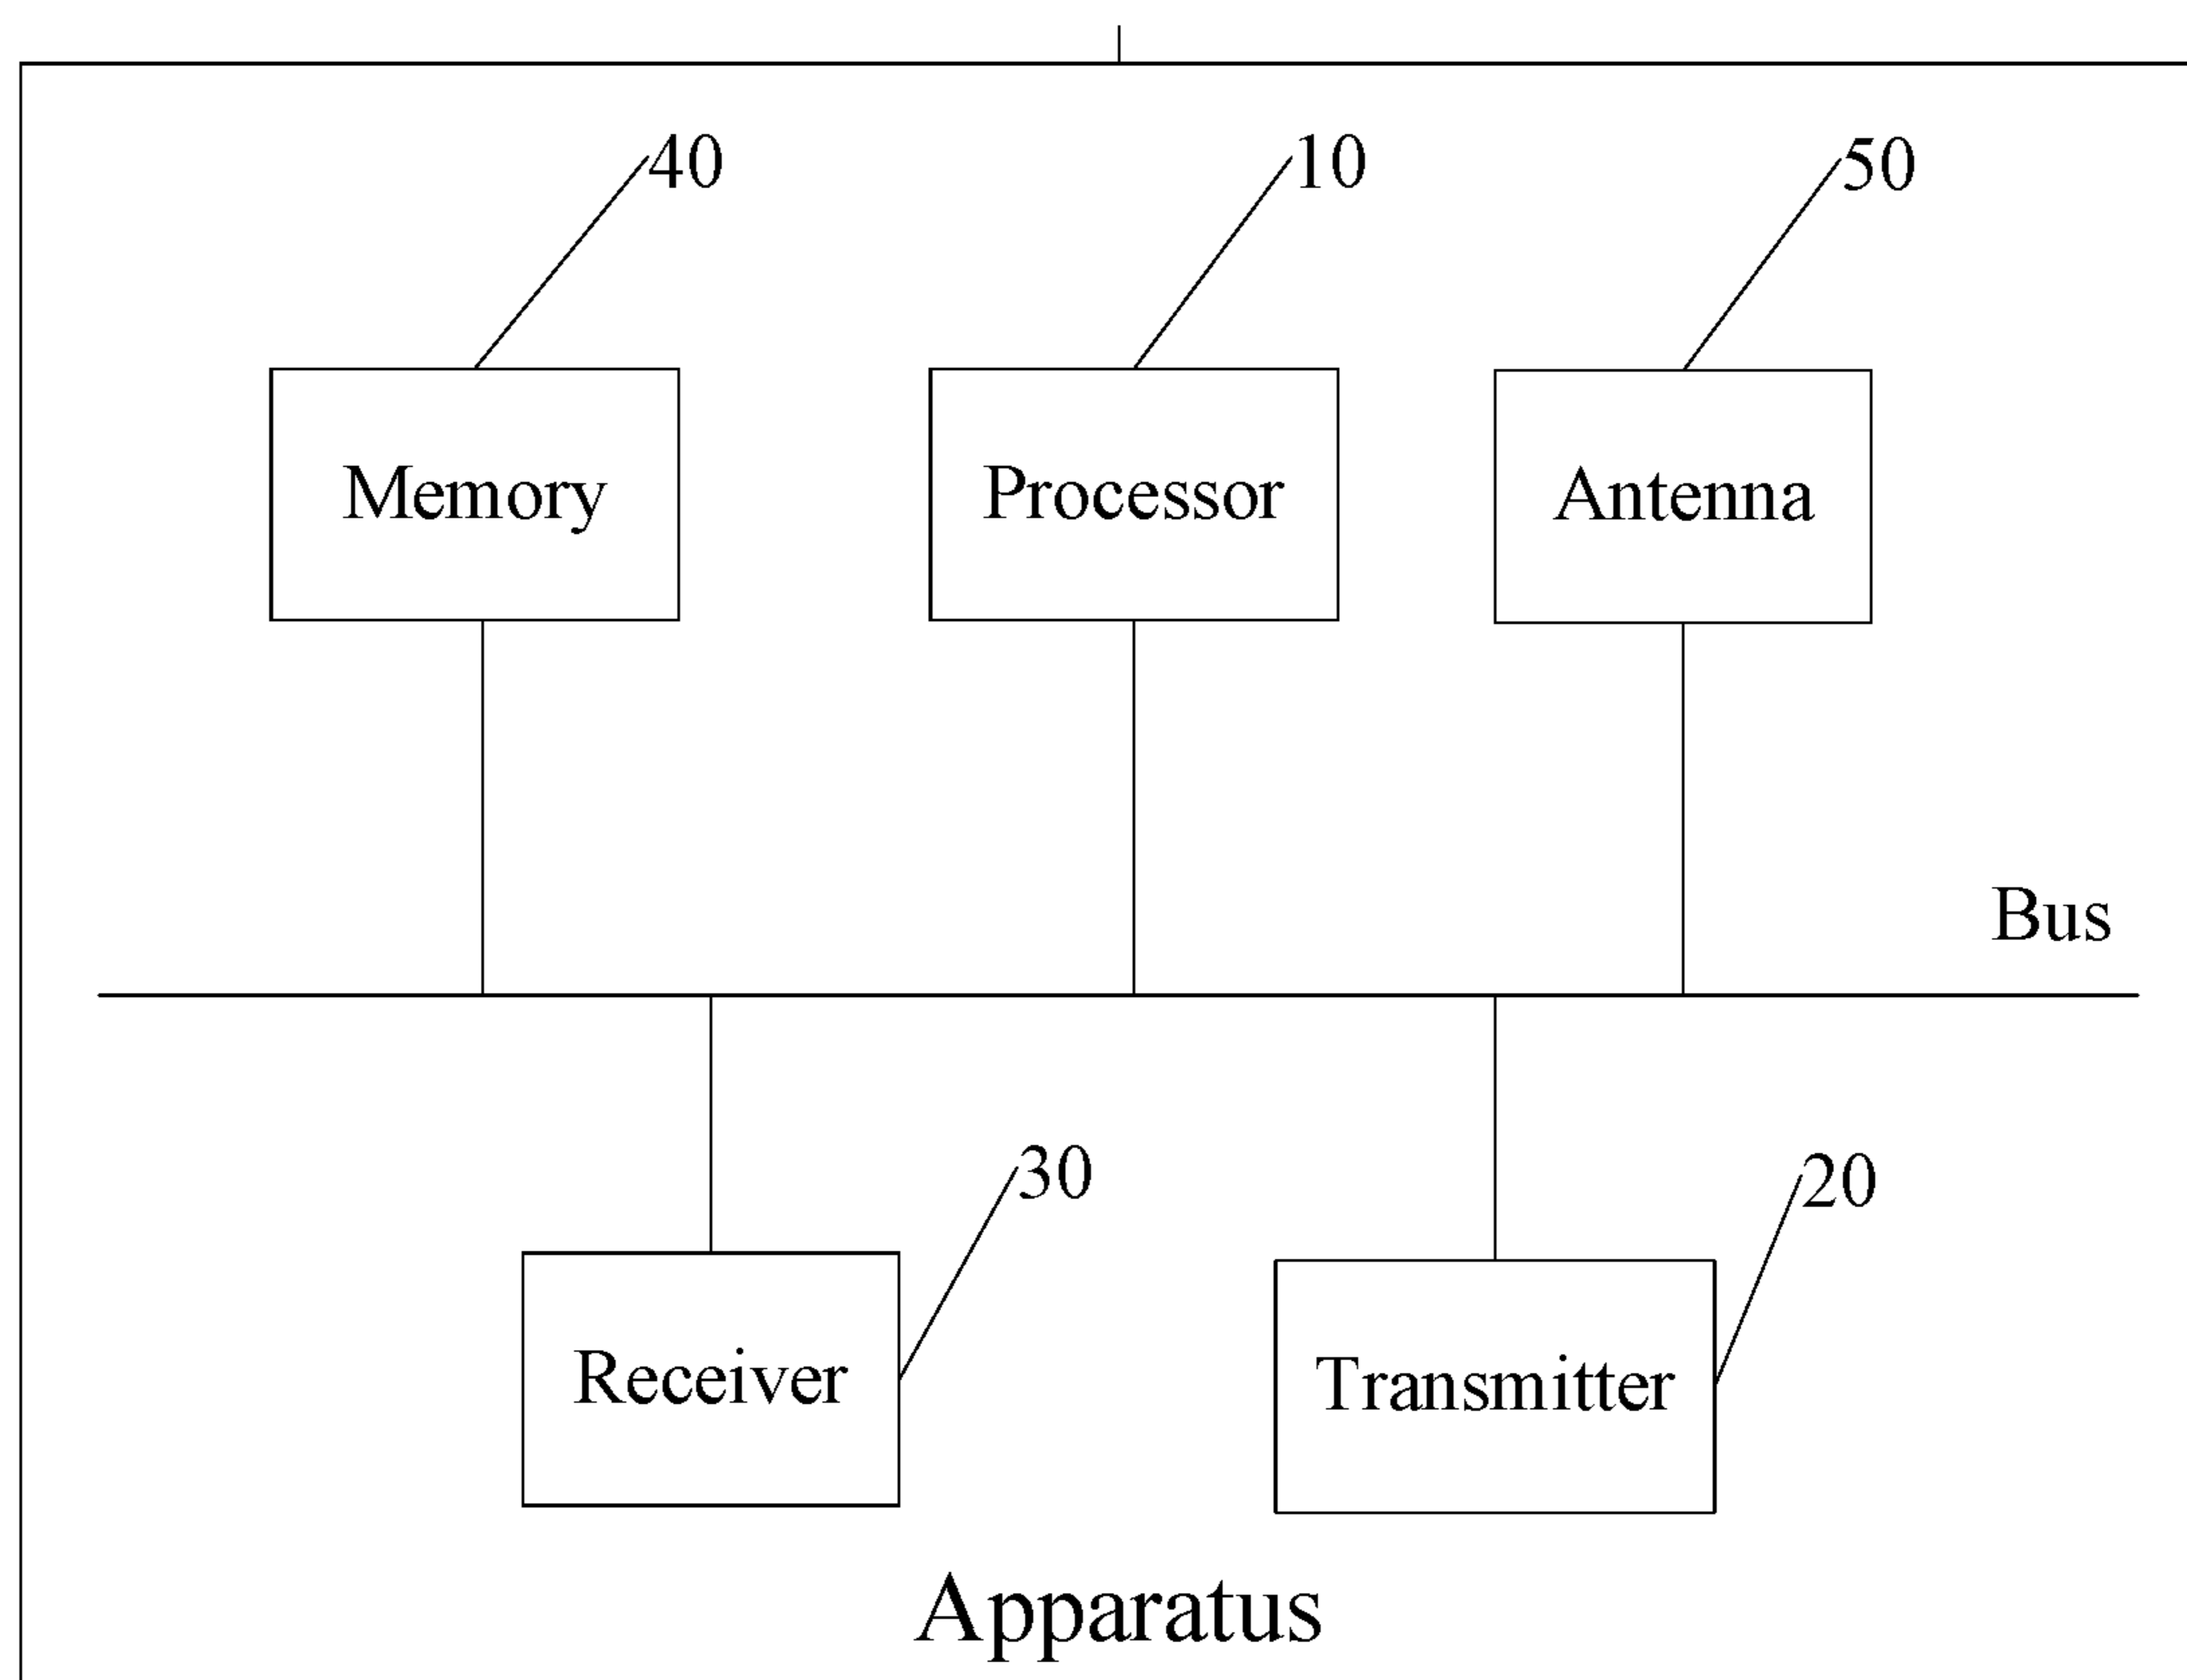 40
10
50
Memory
Processor
Antenna
Bus
30
20
Receiver
Transmitter
Apparatus